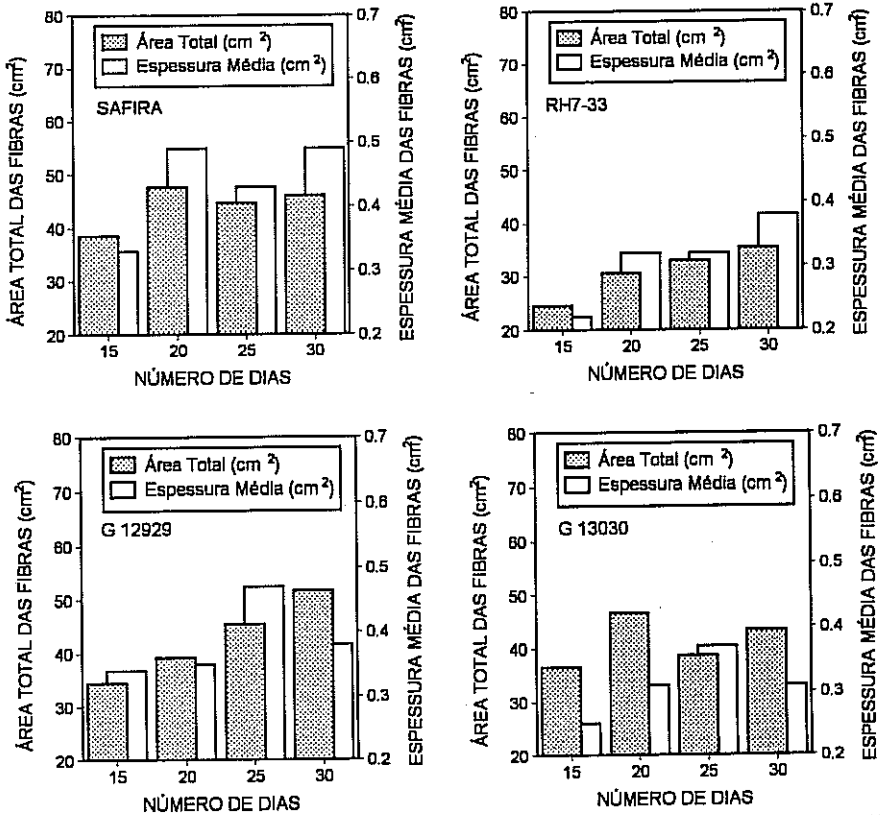 ÁREA TOTAL DAS FIBRAS (cm²)
80
70
60
50
40
30
20
Área Total (cm ²)
Espessura Média (cm ²)
SAFIRA
0.7
0.6
0.5
0.4
0.3
0.2
ESPESSURA MÉDIA DAS FIBRAS (cm²)
15 20 25 30
NÚMERO DE DIAS
ÁREA TOTAL DAS FIBRAS (cm²)
80
70
60
50
40
30
20
Área Total (cm ²)
Espessura Média (cm ²)
RH7-33
0.7
0.6
0.5
0.4
0.3
0.2
ESPESSURA MÉDIA DAS FIBRAS (cm²)
15 20 25 30
NÚMERO DE DIAS
ÁREA TOTAL DAS FIBRAS (cm²)
80
70
60
50
40
30
20
Área Total (cm ²)
Espessura Média (cm ²)
G 12929
0.7
0.6
0.5
0.4
0.3
0.2
ESPESSURA MÉDIA DAS FIBRAS (cm²)
15 20 25 30
NÚMERO DE DIAS
ÁREA TOTAL DAS FIBRAS (cm²)
80
70
60
50
40
30
20
Área Total (cm ²)
Espessura Média (cm ²)
G 13030
0.7
0.6
0.5
0.4
0.3
0.2
ESPESSURA MÉDIA DAS FIBRAS (cm²)
15 20 25 30
NÚMERO DE DIAS